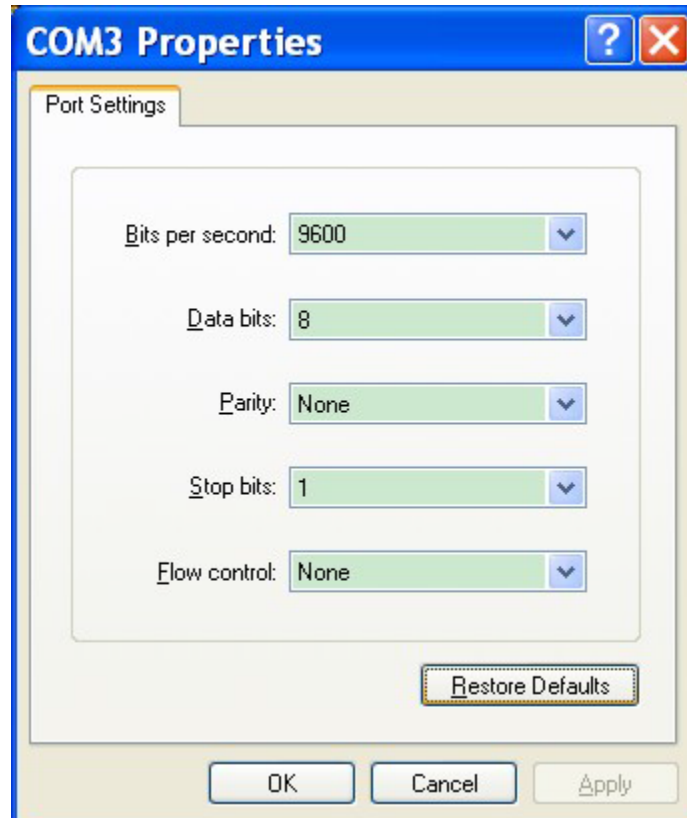 COM3 Properties
Port Settings
Bits per second: 9600
Data bits: 8
Parity: None
Stop bits: 1
Flow control: None
Restore Defaults
OK Cancel Apply